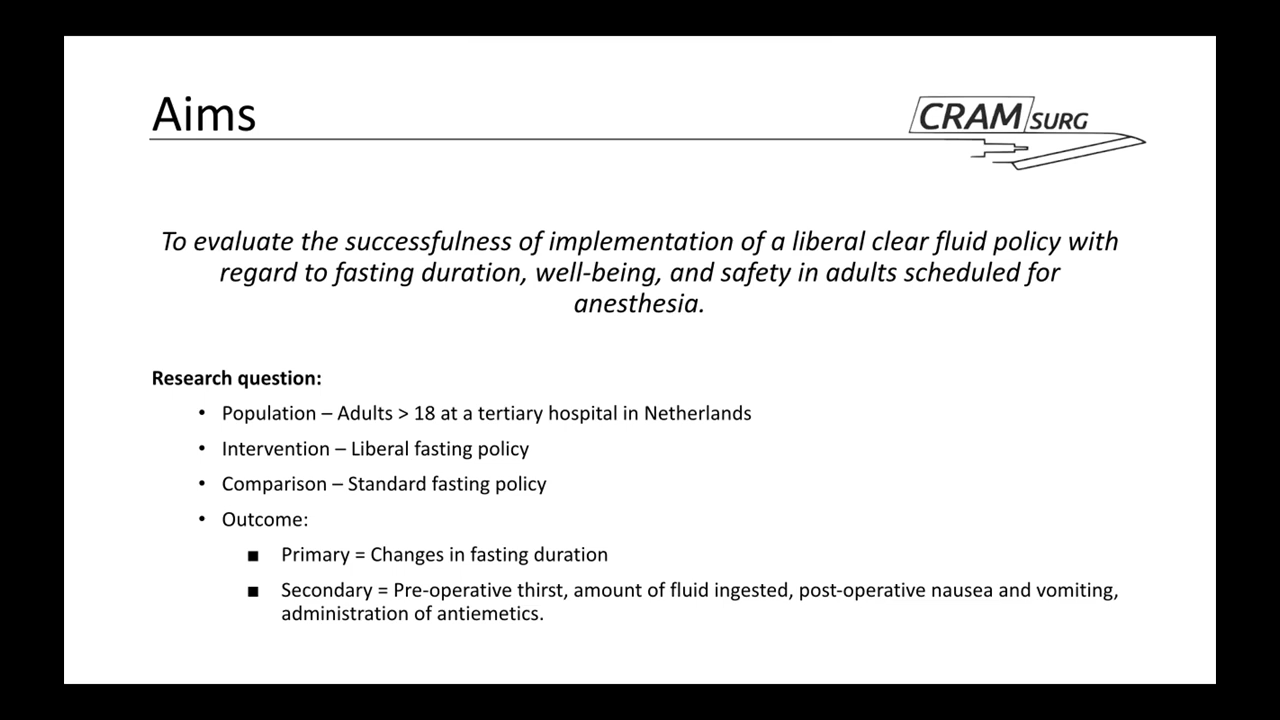 Aims
CRAM SURG
To evaluate the successfulness of implementation of a liberal clear fluid policy with
regard to fasting duration, well-being, and safety in adults scheduled for
anesthesia.
Research question:
• Population – Adults > 18 at a tertiary hospital in Netherlands
• Intervention – Liberal fasting policy
• Comparison – Standard fasting policy
• Outcome:
■ Primary = Changes in fasting duration
■ Secondary = Pre-operative thirst, amount of fluid ingested, post-operative nausea and vomiting,
administration of antiemetics.